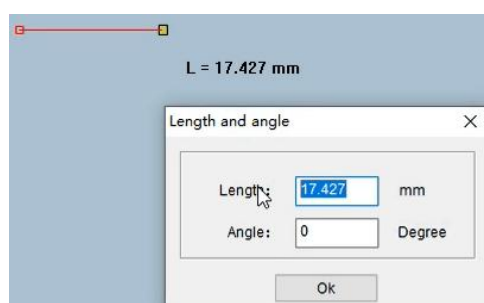 L = 17.427 mm
Length and angle
Length: 17.427 mm
Angle: 0 Degree
Ok